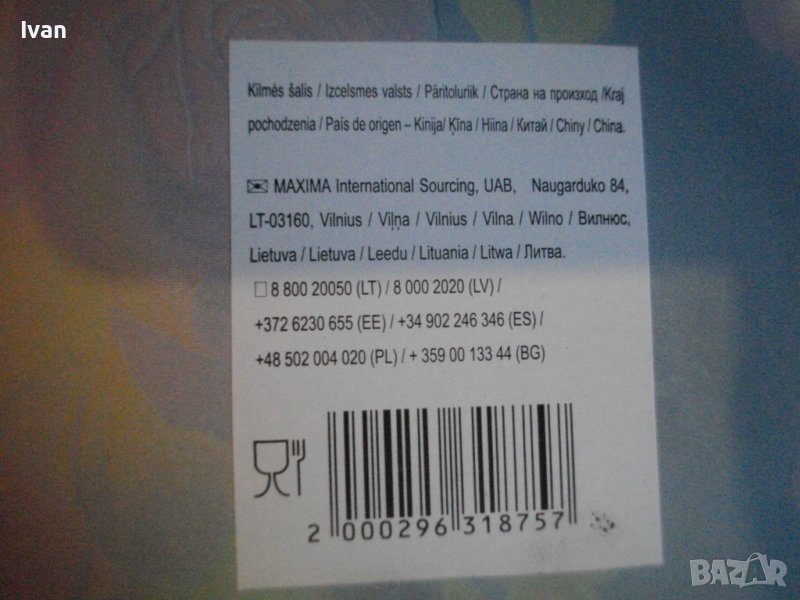 Ivan
Kilmės šalis / Izcelsmes valsts / Päritoluriik / Страна на произход /Kraj
pochodzenia / País de origen – Kinija/ Ķīna / Hiina / Китай / Chiny / China.
MAXIMA International Sourcing, UAB, Naugarduko 84,
LT-03160, Vilnius / Viļņa / Vilnius / Vilna / Wilno / Вилнюс,
Lietuva / Lietuva / Leedu / Lituania / Litwa / Литва.
8 800 20050 (LT) / 8 000 2020 (LV) /
+372 6230 655 (EE) / +34 902 246 346 (ES) /
+48 502 004 020 (PL) / + 359 00 133 44 (BG)
2 000296 318757
BAZAR